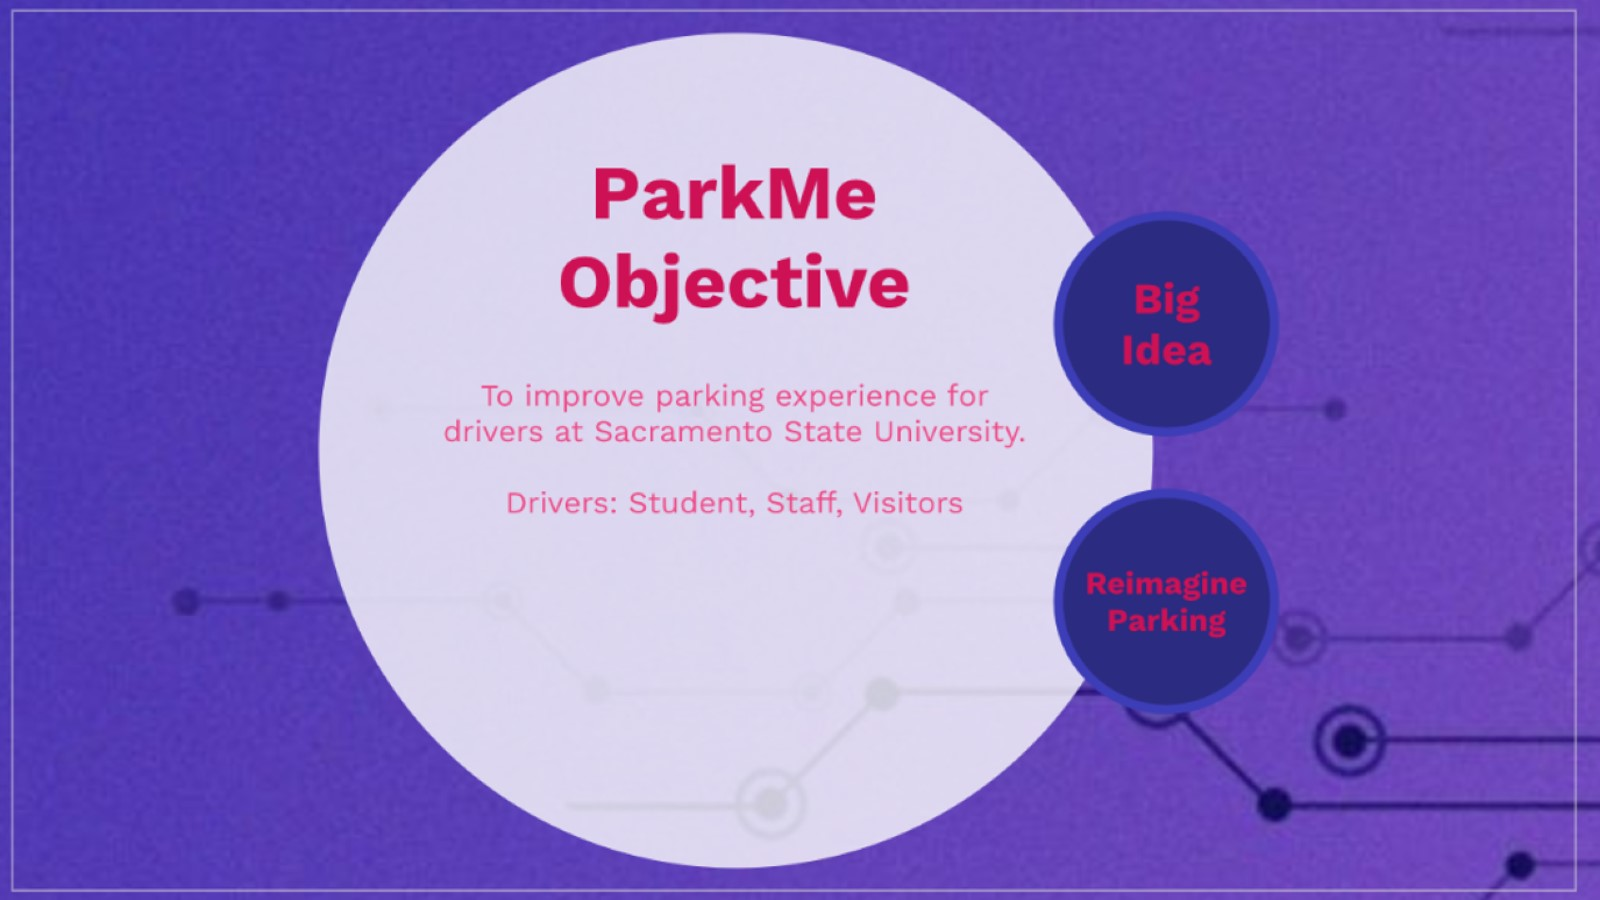 ParkMe
Objective
To improve parking experience for
drivers at Sacramento State University.
Drivers: Student, Staff, Visitors
Big
Idea
Reimagine
Parking